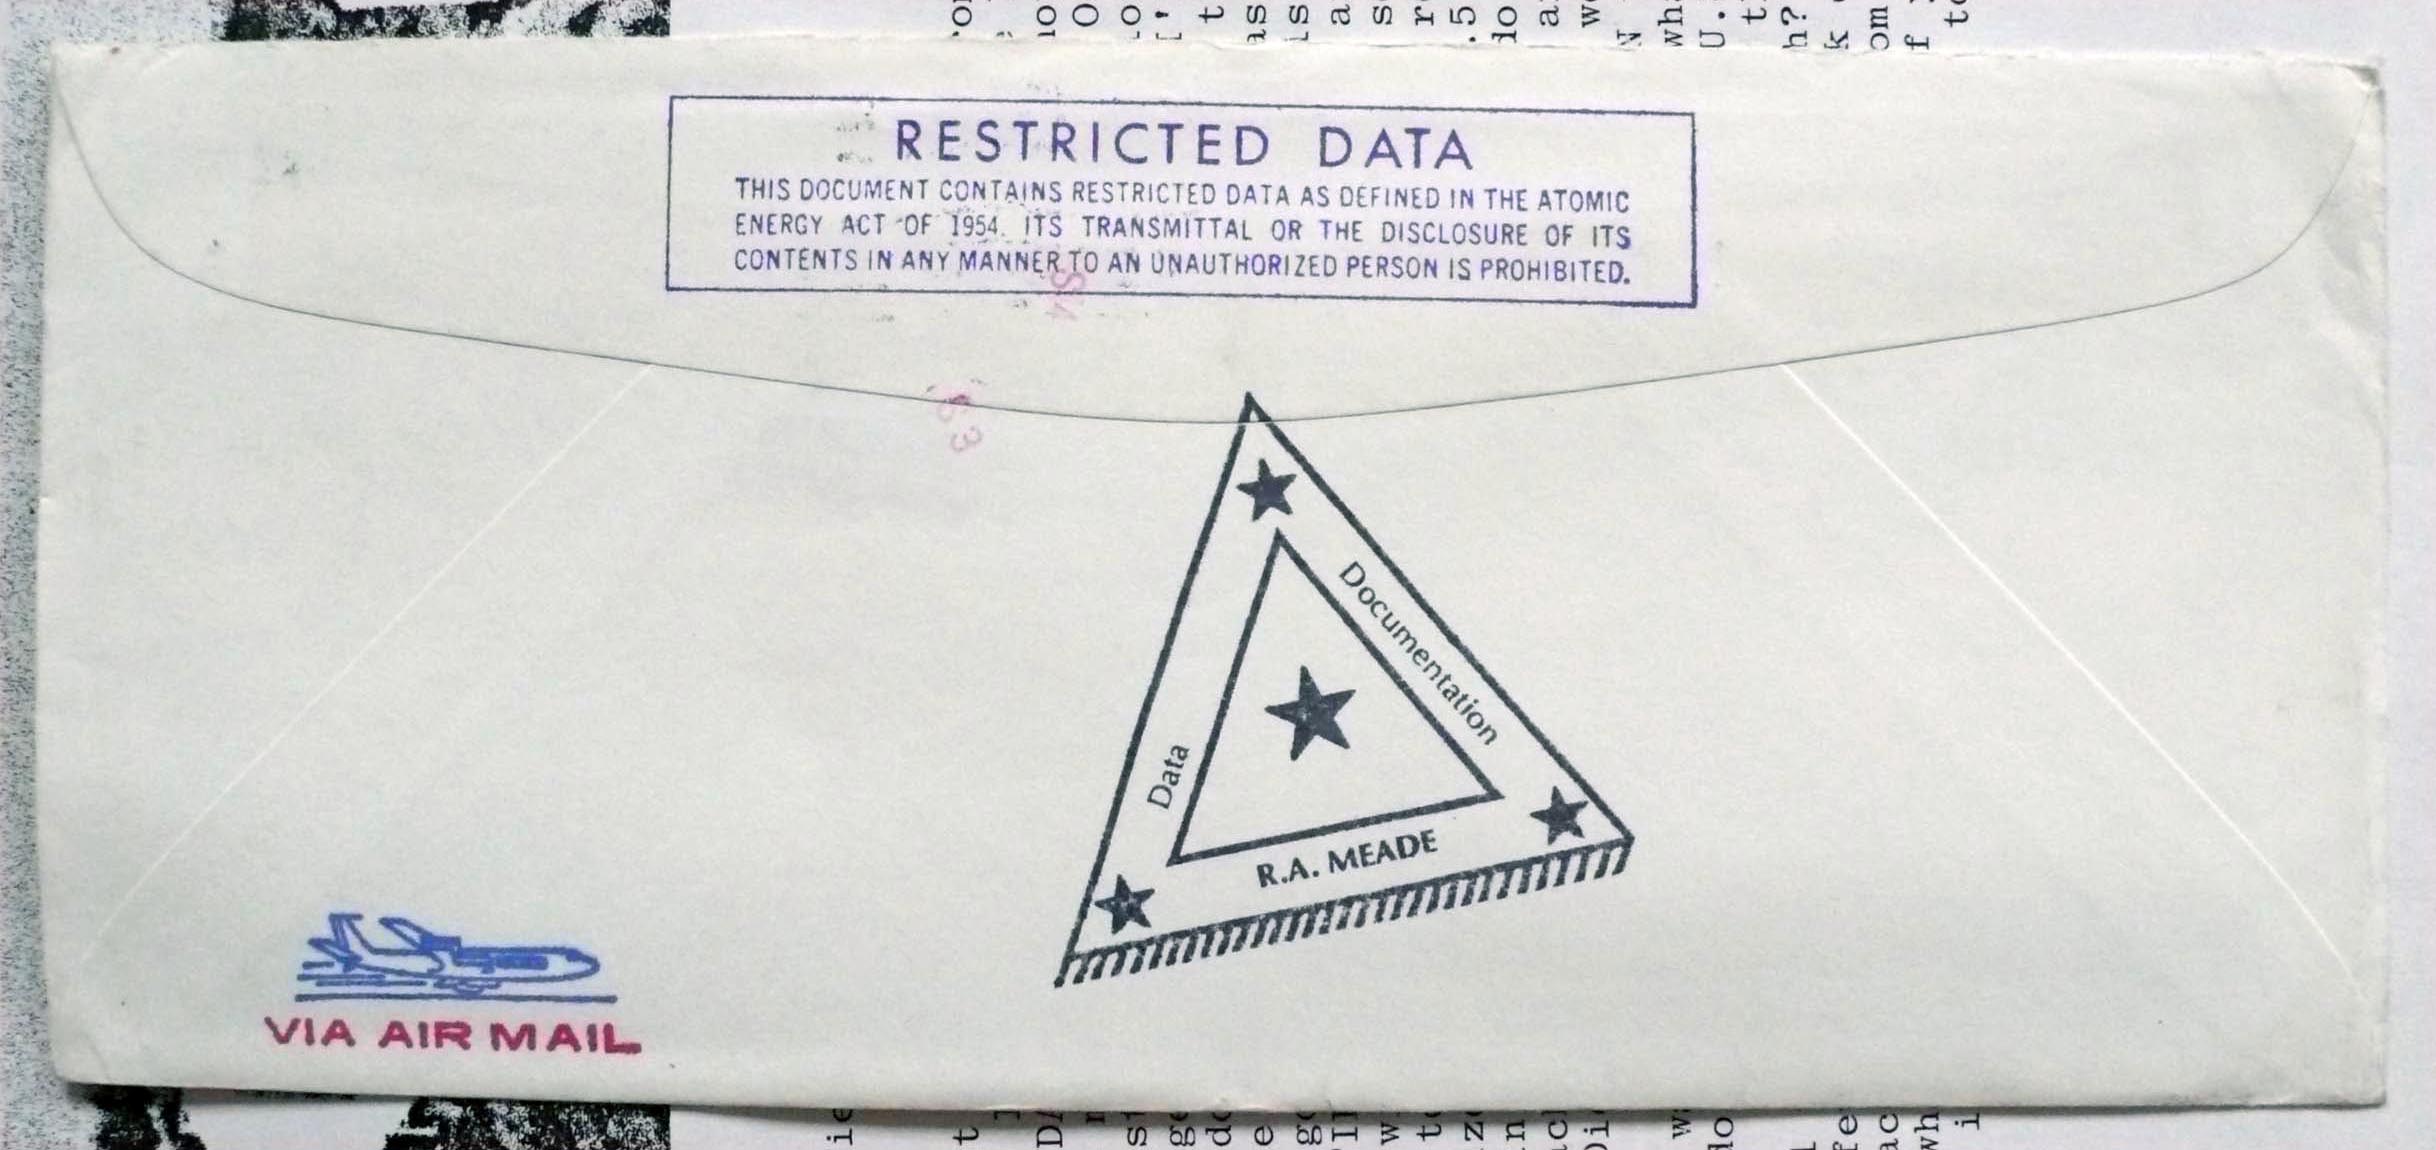 RESTRICTED DATA
THIS DOCUMENT CONTAINS RESTRICTED DATA AS DEFINED IN THE ATOMIC
ENERGY ACT OF 1954. ITS TRANSMITTAL OR THE DISCLOSURE OF ITS
CONTENTS IN ANY MANNER TO AN UNAUTHORIZED PERSON IS PROHIBITED.
Documentation
Data
R.A. MEADE
VIA AIR MAIL